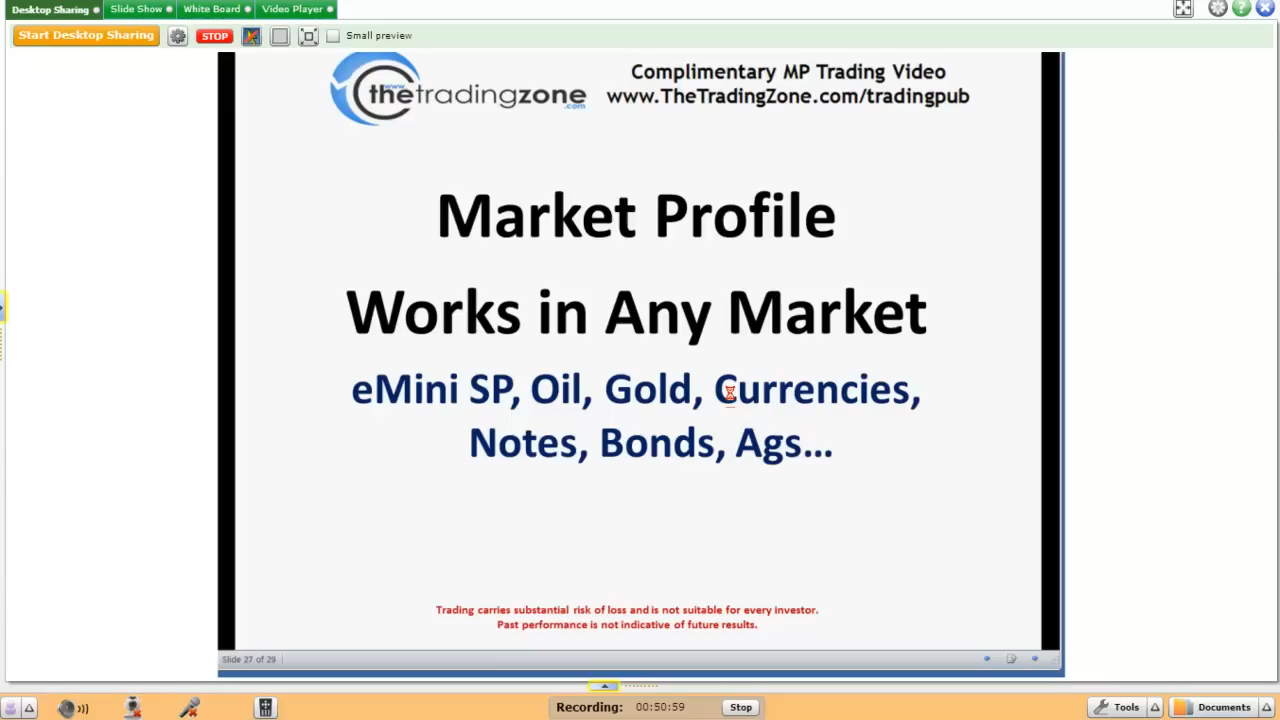 Desktop Sharing
Slide Show
White Board
Video Player
Start Desktop Sharing
STOP
Small preview
www.
thetradingzone
.com
Complimentary MP Trading Video
www.TheTradingZone.com/tradingpub
Market Profile
Works in Any Market
eMini SP, Oil, Gold, Currencies,
Notes, Bonds, Ags...
Trading carries substantial risk of loss and is not suitable for every investor.
Past performance is not indicative of future results.
Slide 27 of 29
Recording: 00:50:59 Stop
Tools
Documents